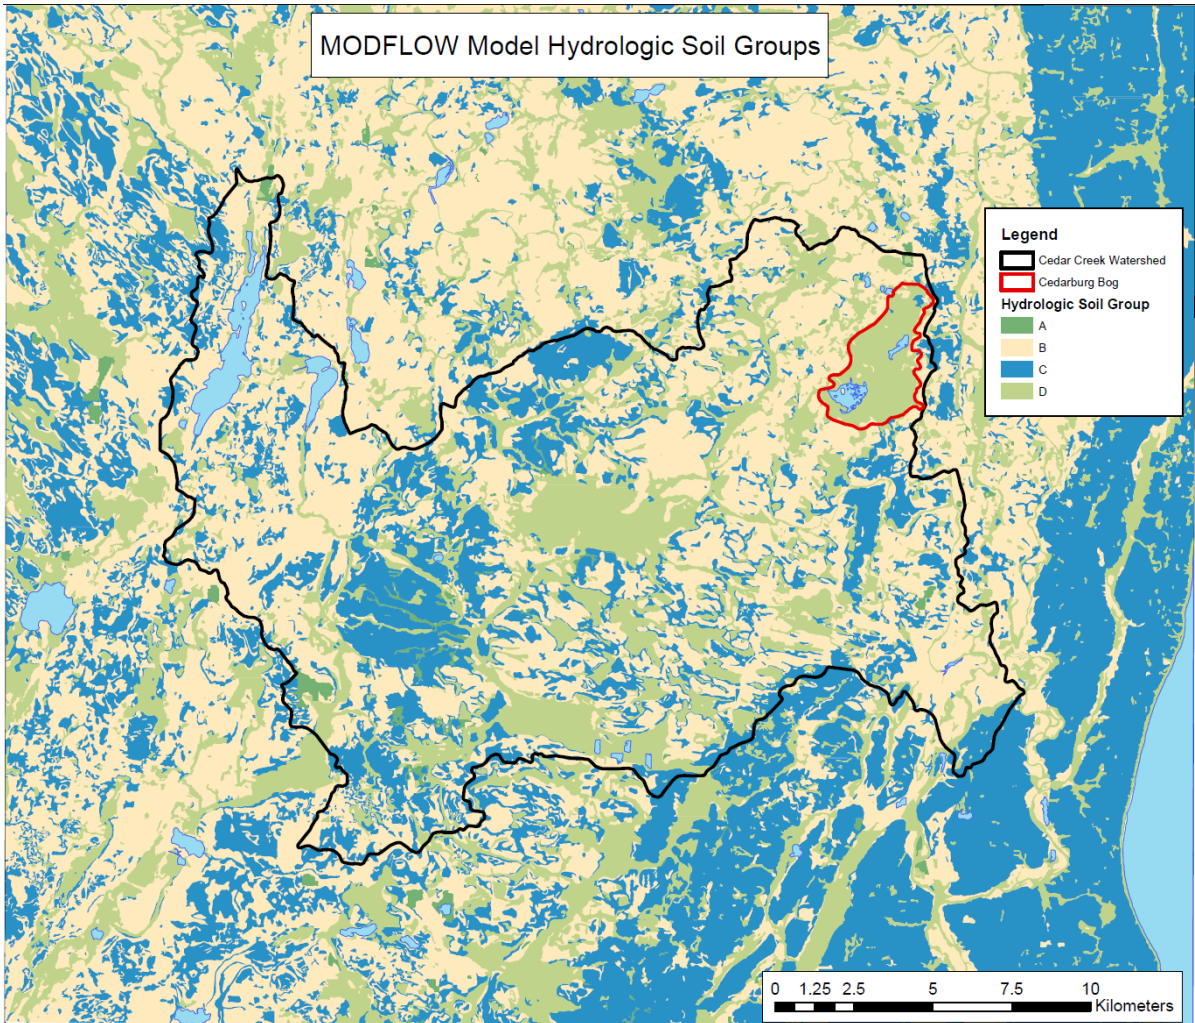 MODFLOW Model Hydrologic Soil Groups
Legend
Cedar Creek Watershed
Cedarburg Bog
Hydrologic Soil Group
A
B
C
D
0 1.25 2.5 5 7.5 10
Kilometers